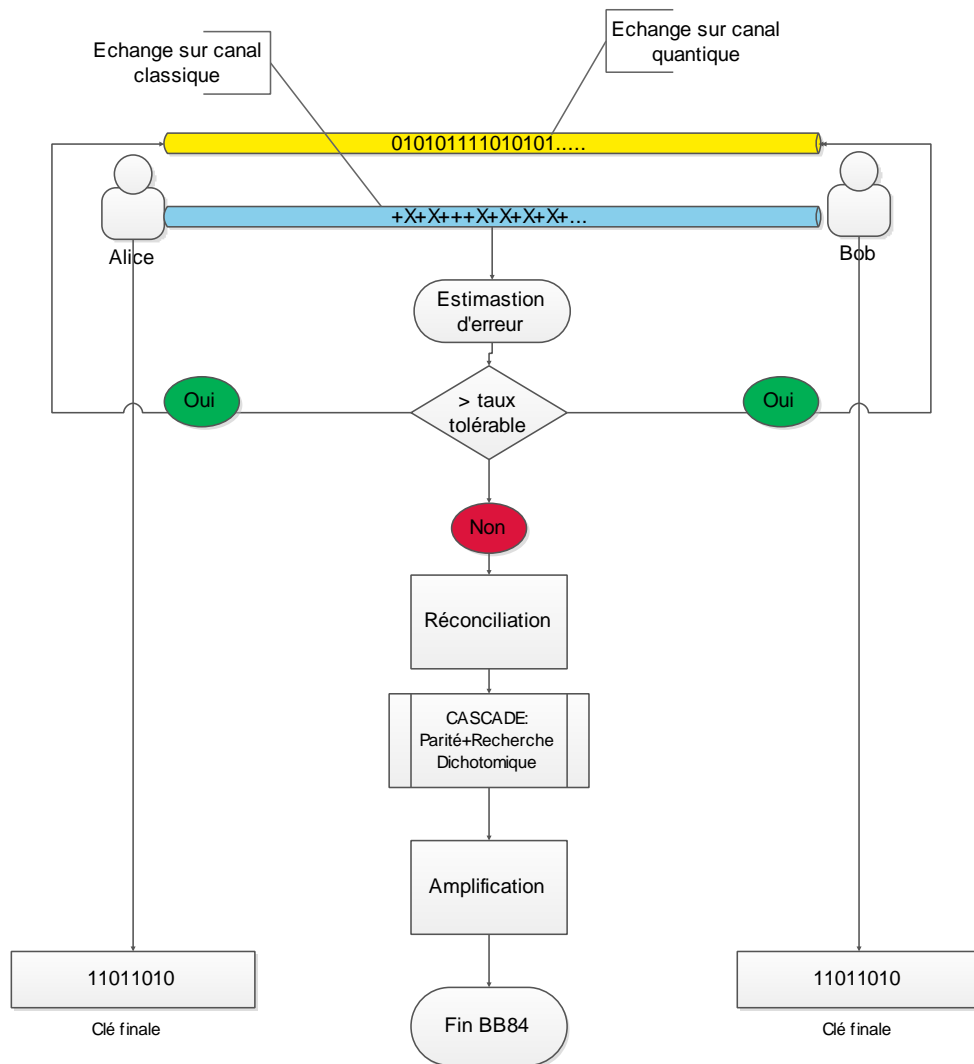 Echange sur canal
classique
Echange sur canal
quantique
010101111010101.....
+X+X+++X+X+X+X+...
Alice
Bob
Estimastion
d'erreur
Oui
> taux
tolérable
Oui
Non
Réconciliation
CASCADE:
Parité+Recherche
Dichotomique
Amplification
11011010
11011010
Clé finale
Fin BB84
Clé finale